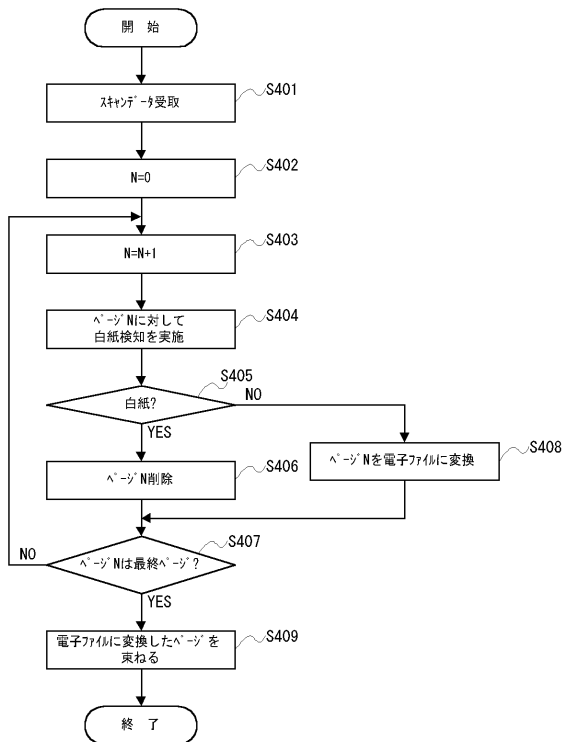 開 始
ｽｷｬﾝﾃﾞｰﾀ受取
S401
N=0
S402
N=N+1
S403
ﾍﾟｰｼﾞNに対して
白紙検知を実施
S404
白紙?
S405
NO
YES
ﾍﾟｰｼﾞN削除
S406
ﾍﾟｰｼﾞNを電子ﾌｧｲﾙに変換
S408
ﾍﾟｰｼﾞNは最終ﾍﾟｰｼﾞ?
S407
NO
YES
電子ﾌｧｲﾙに変換したﾍﾟｰｼﾞを
束ねる
S409
終 了